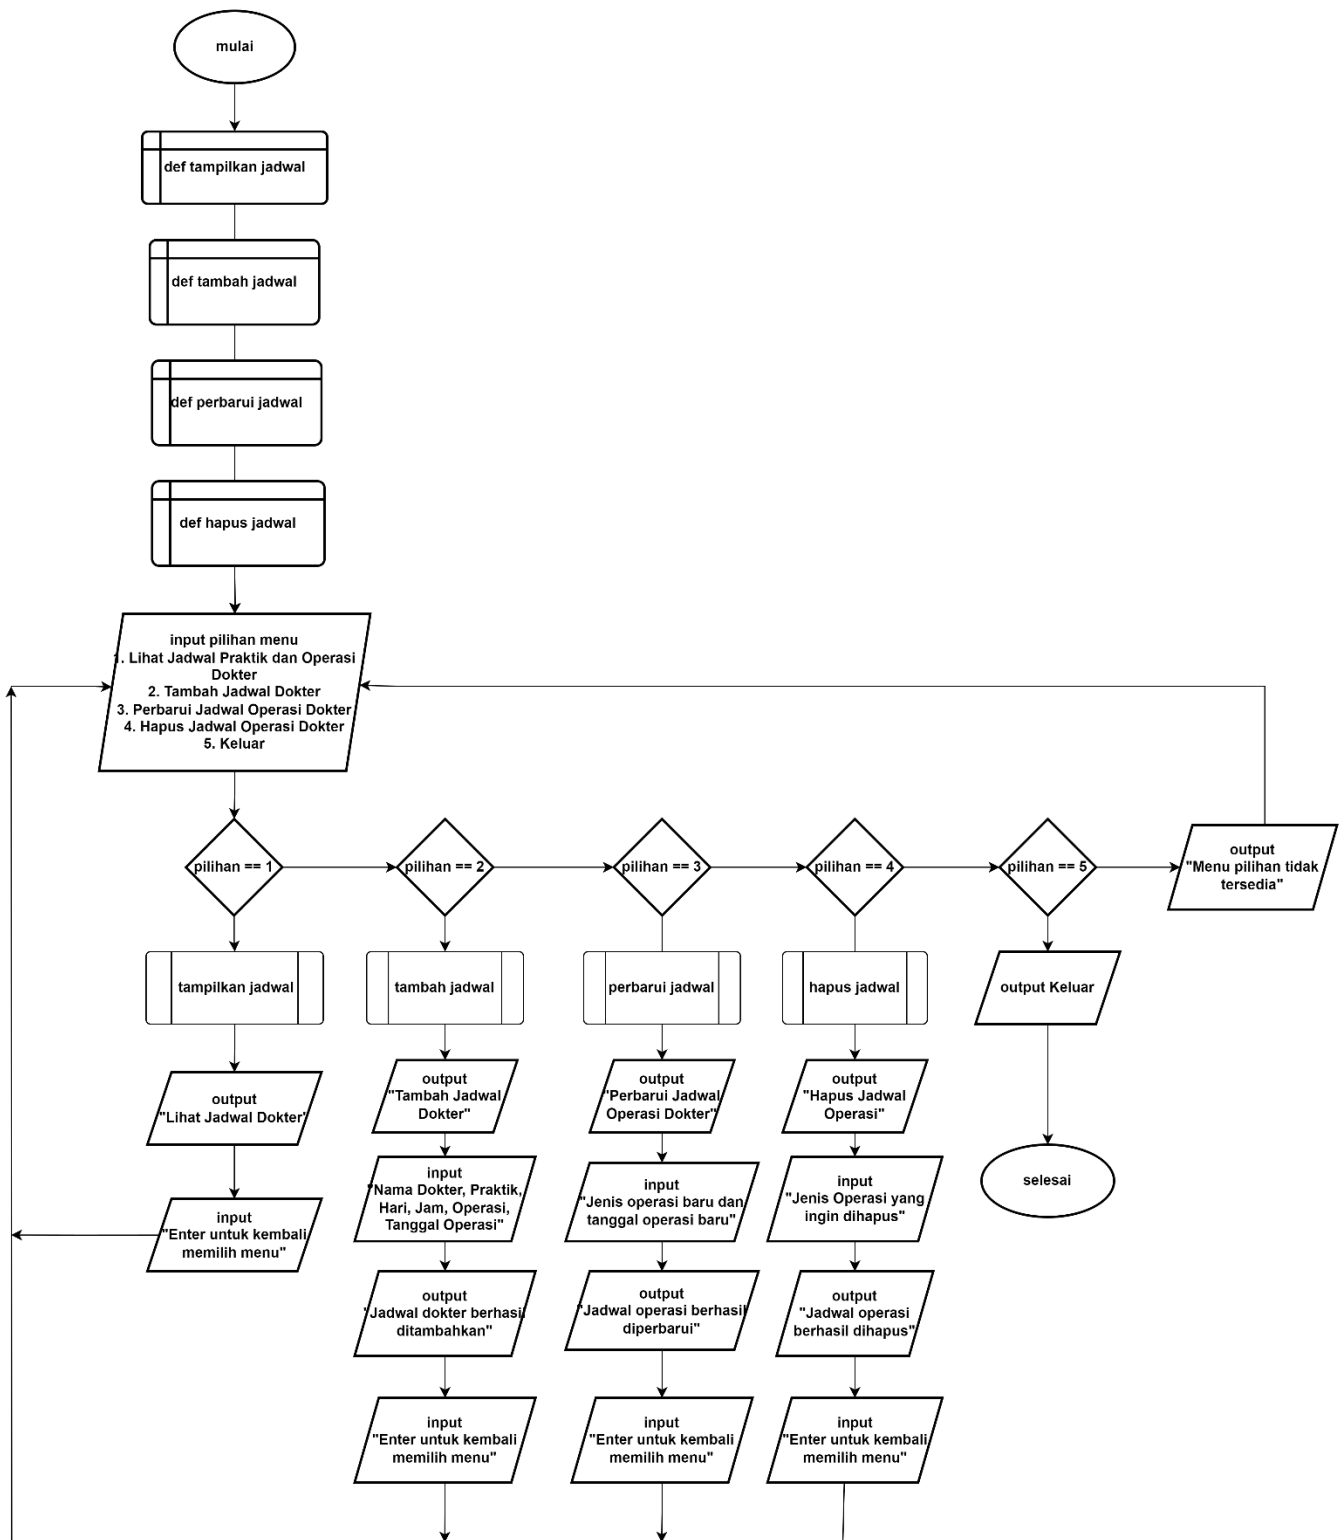 mulai
def tampilkan jadwal
def tambah jadwal
def perbarui jadwal
def hapus jadwal
input pilihan menu
1. Lihat Jadwal Praktik dan Operasi
Dokter
2. Tambah Jadwal Dokter
3. Perbarui Jadwal Operasi Dokter
4. Hapus Jadwal Operasi Dokter
5. Keluar
pilihan == 1
pilihan == 2
pilihan == 3
pilihan == 4
pilihan == 5
output
"Menu pilihan tidak
tersedia"
tampilkan jadwal
tambah jadwal
perbarui jadwal
hapus jadwal
output Keluar
output
"Lihat Jadwal Dokter"
output
"Tambah Jadwal
Dokter"
output
"Perbarui Jadwal
Operasi Dokter"
output
"Hapus Jadwal
Operasi"
selesai
input
"Enter untuk kembali
memilih menu"
input
"Nama Dokter, Praktik,
Hari, Jam, Operasi,
Tanggal Operasi"
input
"Jenis operasi baru dan
tanggal operasi baru"
input
"Jenis Operasi yang
ingin dihapus"
output
"Jadwal dokter berhasil
ditambahkan"
output
"Jadwal operasi berhasil
diperbarui"
output
"Jadwal operasi
berhasil dihapus"
input
"Enter untuk kembali
memilih menu"
input
"Enter untuk kembali
memilih menu"
input
"Enter untuk kembali
memilih menu"